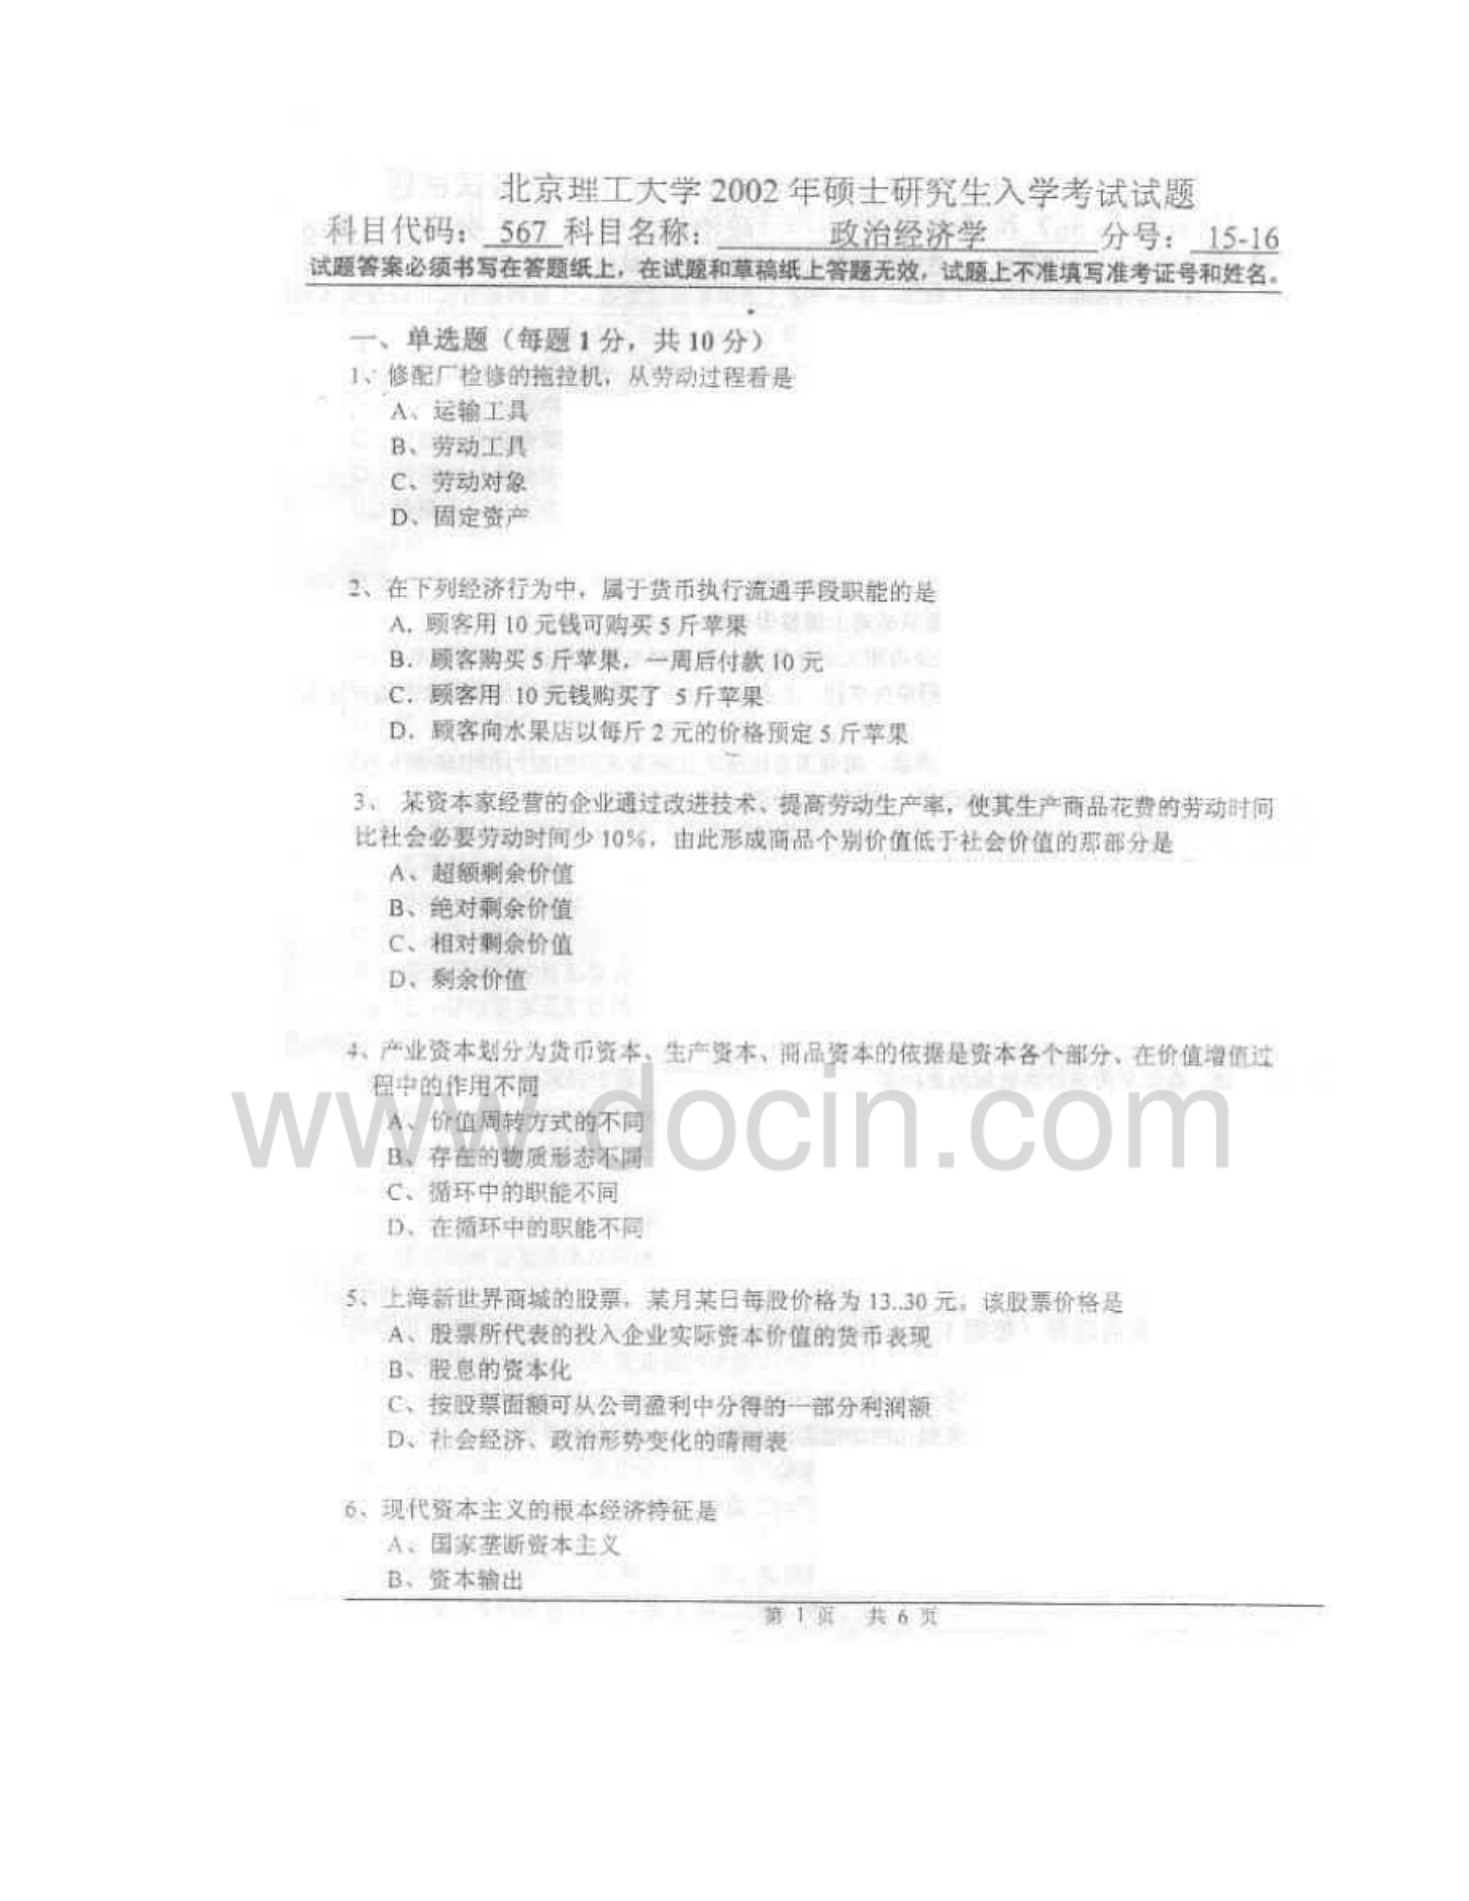 北京理工大学 2002 年硕士研究生入学考试试题
科目代码： 567 科目名称： 政治经济学 分号： 15-16
试题答案必须书写在答题纸上，在试题和草稿纸上答题无效，试题上不准填写准考证号和姓名。
一、单选题（每题 1 分，共 10 分）
1、修配厂检修的拖拉机，从劳动过程看是
A、运输工具
B、劳动工具
C、劳动对象
D、固定资产
2、在下列经济行为中，属于货币执行流通手段职能的是
A. 顾客用 10 元钱可购买 5 斤苹果
B. 顾客购买 5 斤苹果，一周后付款 10 元
C. 顾客用 10 元钱购买了 5 斤苹果
D. 顾客向水果店以每斤 2 元的价格预定 5 斤苹果
3、 某资本家经营的企业通过改进技术、提高劳动生产率，使其生产商品花费的劳动时间
比社会必要劳动时间少 10%，由此形成商品个别价值低于社会价值的那部分是
A、超额剩余价值
B、绝对剩余价值
C、相对剩余价值
D、剩余价值
4、产业资本划分为货币资本、生产资本、商品资本的依据是资本各个部分、在价值增值过
程中的作用不同
A、价值周转方式的不同
B、存在的物质形态不同
C、循环中的职能不同
D、在循环中的职能不同
www.docin.com
5、上海新世界商城的股票，某月某日每股价格为 13..30 元。该股票价格是
A、股票所代表的投入企业实际资本价值的货币表现
B、股息的资本化
C、按股票面额可从公司盈利中分得的一部分利润额
D、社会经济、政治形势变化的晴雨表
6、现代资本主义的根本经济特征是
A、国家垄断资本主义
B、资本输出
第 1 页 共 6 页